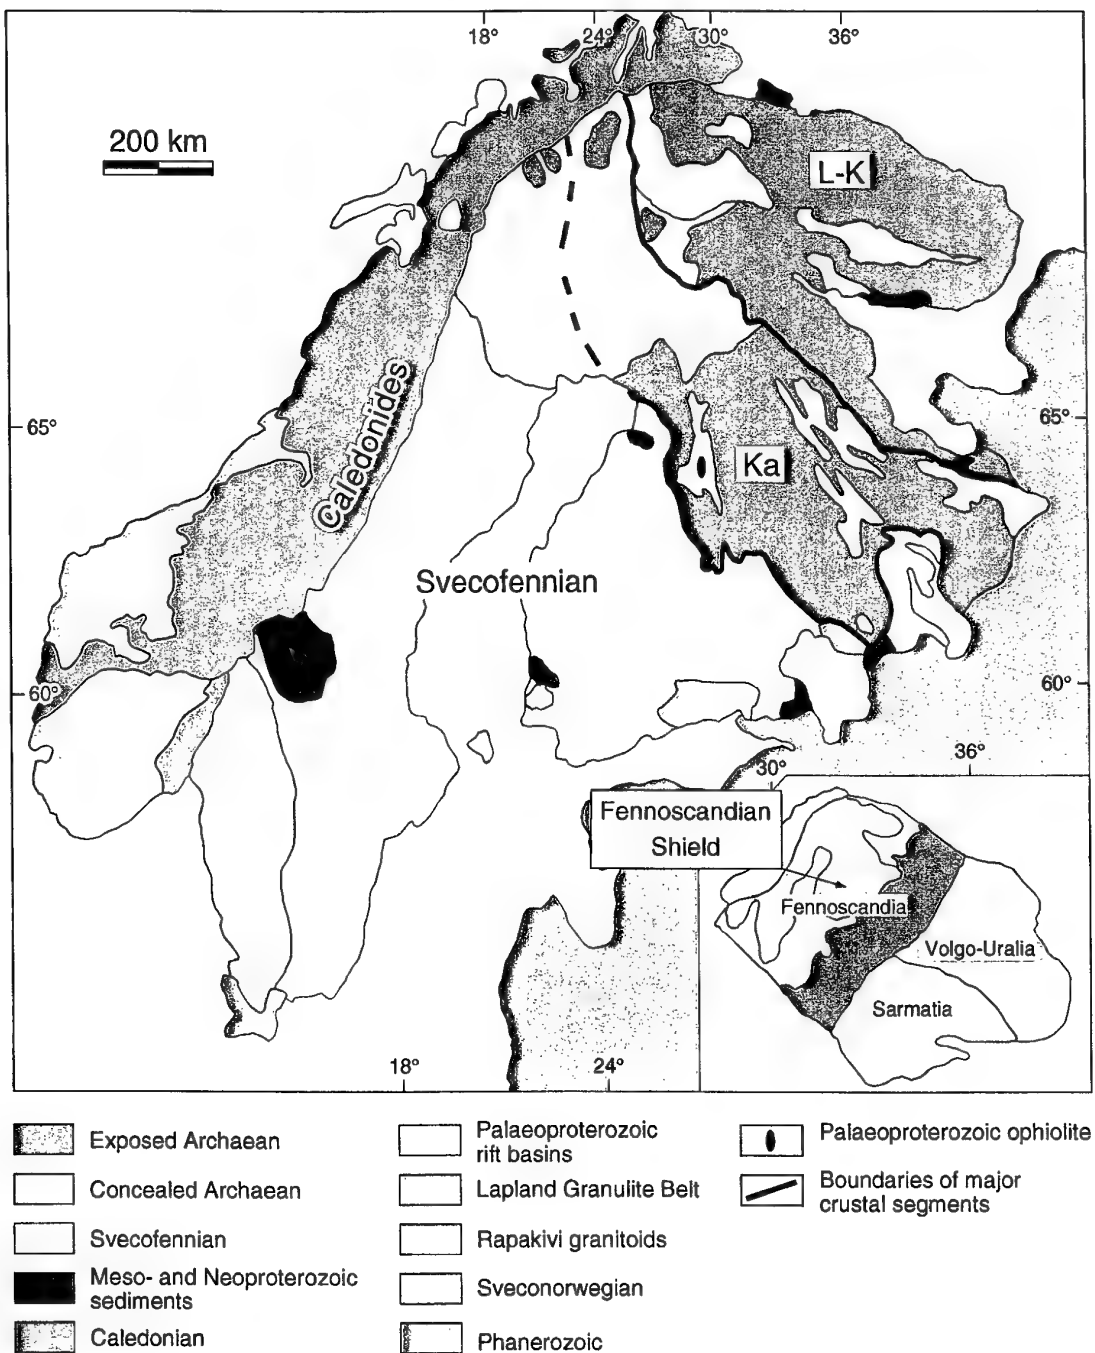 18°
24°
30°
36°
200 km
L-K
Caledonides
65°
65°
Ka
Svecofennian
60°
60°
36°
30°
Fennoscandian
Shield
Fennoscandia
Volgo-Uralia
Sarmatia
18°
24°
Exposed Archaean
Concealed Archaean
Svecofennian
Meso- and Neoproterozoic
sediments
Caledonian
Palaeoproterozoic
rift basins
Lapland Granulite Belt
Rapakivi granitoids
Sveconorwegian
Phanerozoic
Palaeoproterozoic ophiolite
Boundaries of major
crustal segments